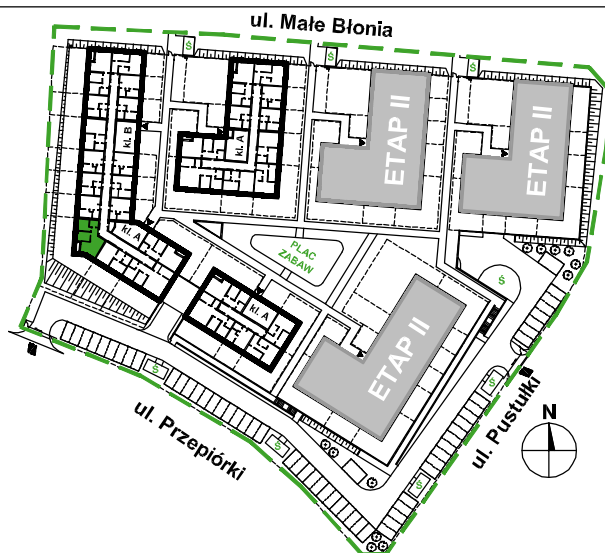 ul. Małe Błonia
Ś
Ś
Ś
kl. B
kl. A
ETAP II
ETAP II
kl. A
PLAC
ZABAW
Ś
kl. A
ETAP II
Ś
Ś
ul. Pustułki
N
ul. Przepiórki
Ś
Ś